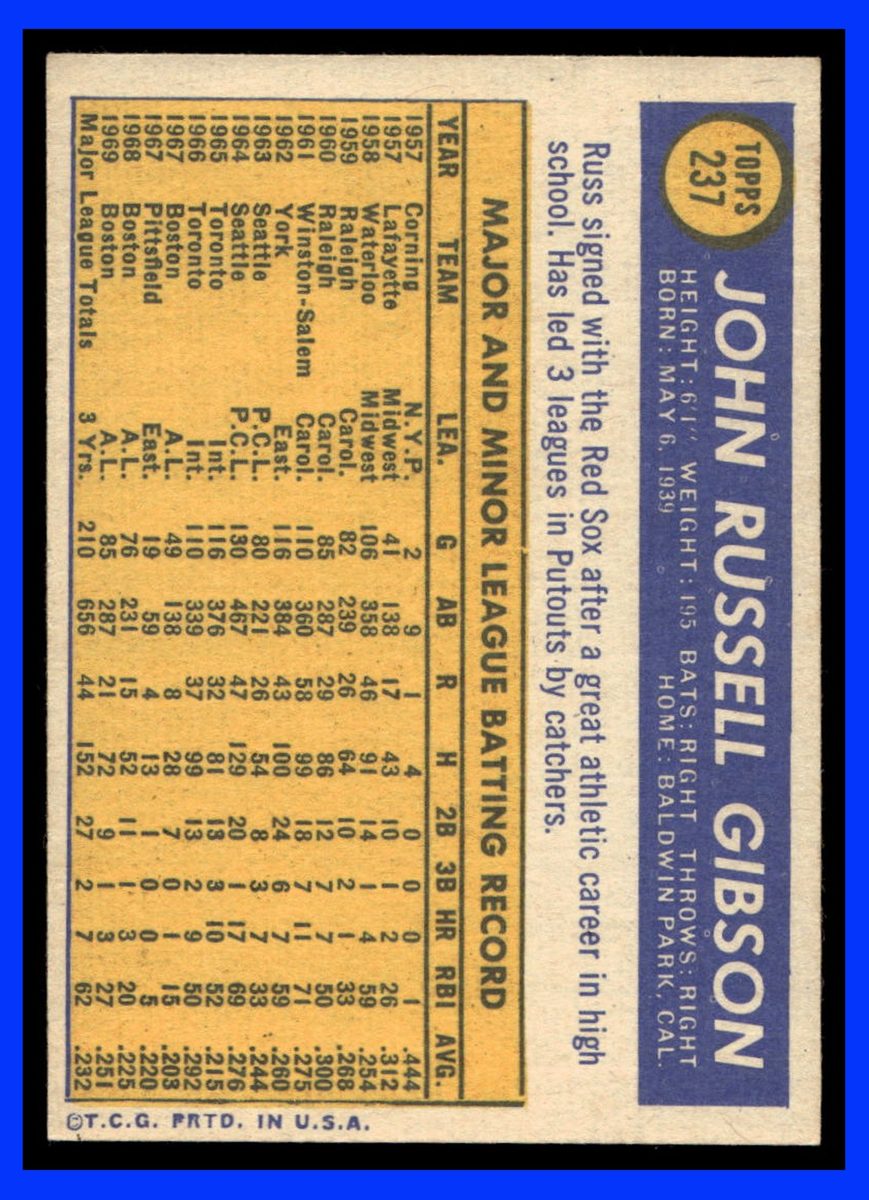 TOPPS
237
JOHN RUSSELL GIBSON
HEIGHT: 6'1" WEIGHT: 195 BATS: RIGHT THROWS: RIGHT
BORN: MAY 6, 1939 HOME: BALDWIN PARK, CAL.
Russ signed with the Red Sox after a great athletic career in high
school. Has led 3 leagues in Putouts by catchers.
MAJOR AND MINOR LEAGUE BATTING RECORD
YEAR TEAM LEA. G AB R H 2B 3B HR RBI AVG.
1957 Corning N.Y.P. 2 9 1 4 0 0 0 1 .444
1957 Lafayette Midwest 41 138 17 43 10 1 2 26 .312
1958 Waterloo Midwest 106 358 46 91 14 1 4 59 .254
1959 Raleigh Carol. 82 239 26 64 10 2 1 33 .268
1960 Raleigh Carol. 85 287 29 86 12 7 7 50 .300
1961 Winston-Salem Carol. 110 360 58 99 18 7 11 71 .275
1962 York East. 116 384 43 100 24 6 7 59 .260
1963 Seattle P.C.L. 80 221 26 54 8 3 7 33 .244
1964 Seattle P.C.L. 130 467 47 129 20 1 17 69 .276
1965 Toronto Int. 116 376 32 81 13 3 10 52 .215
1966 Toronto Int. 110 339 37 99 13 2 9 50 .292
1967 Boston A.L. 49 138 8 28 7 0 1 15 .203
1967 Pittsfield East. 19 59 4 13 1 0 0 5 .220
1968 Boston A.L. 76 231 15 52 11 1 3 20 .225
1969 Boston A.L. 85 287 21 72 9 1 3 27 .251
Major League Totals 3 Yrs. 210 656 44 152 27 2 7 62 .232
©T.C.G. PRTD. IN U.S.A.